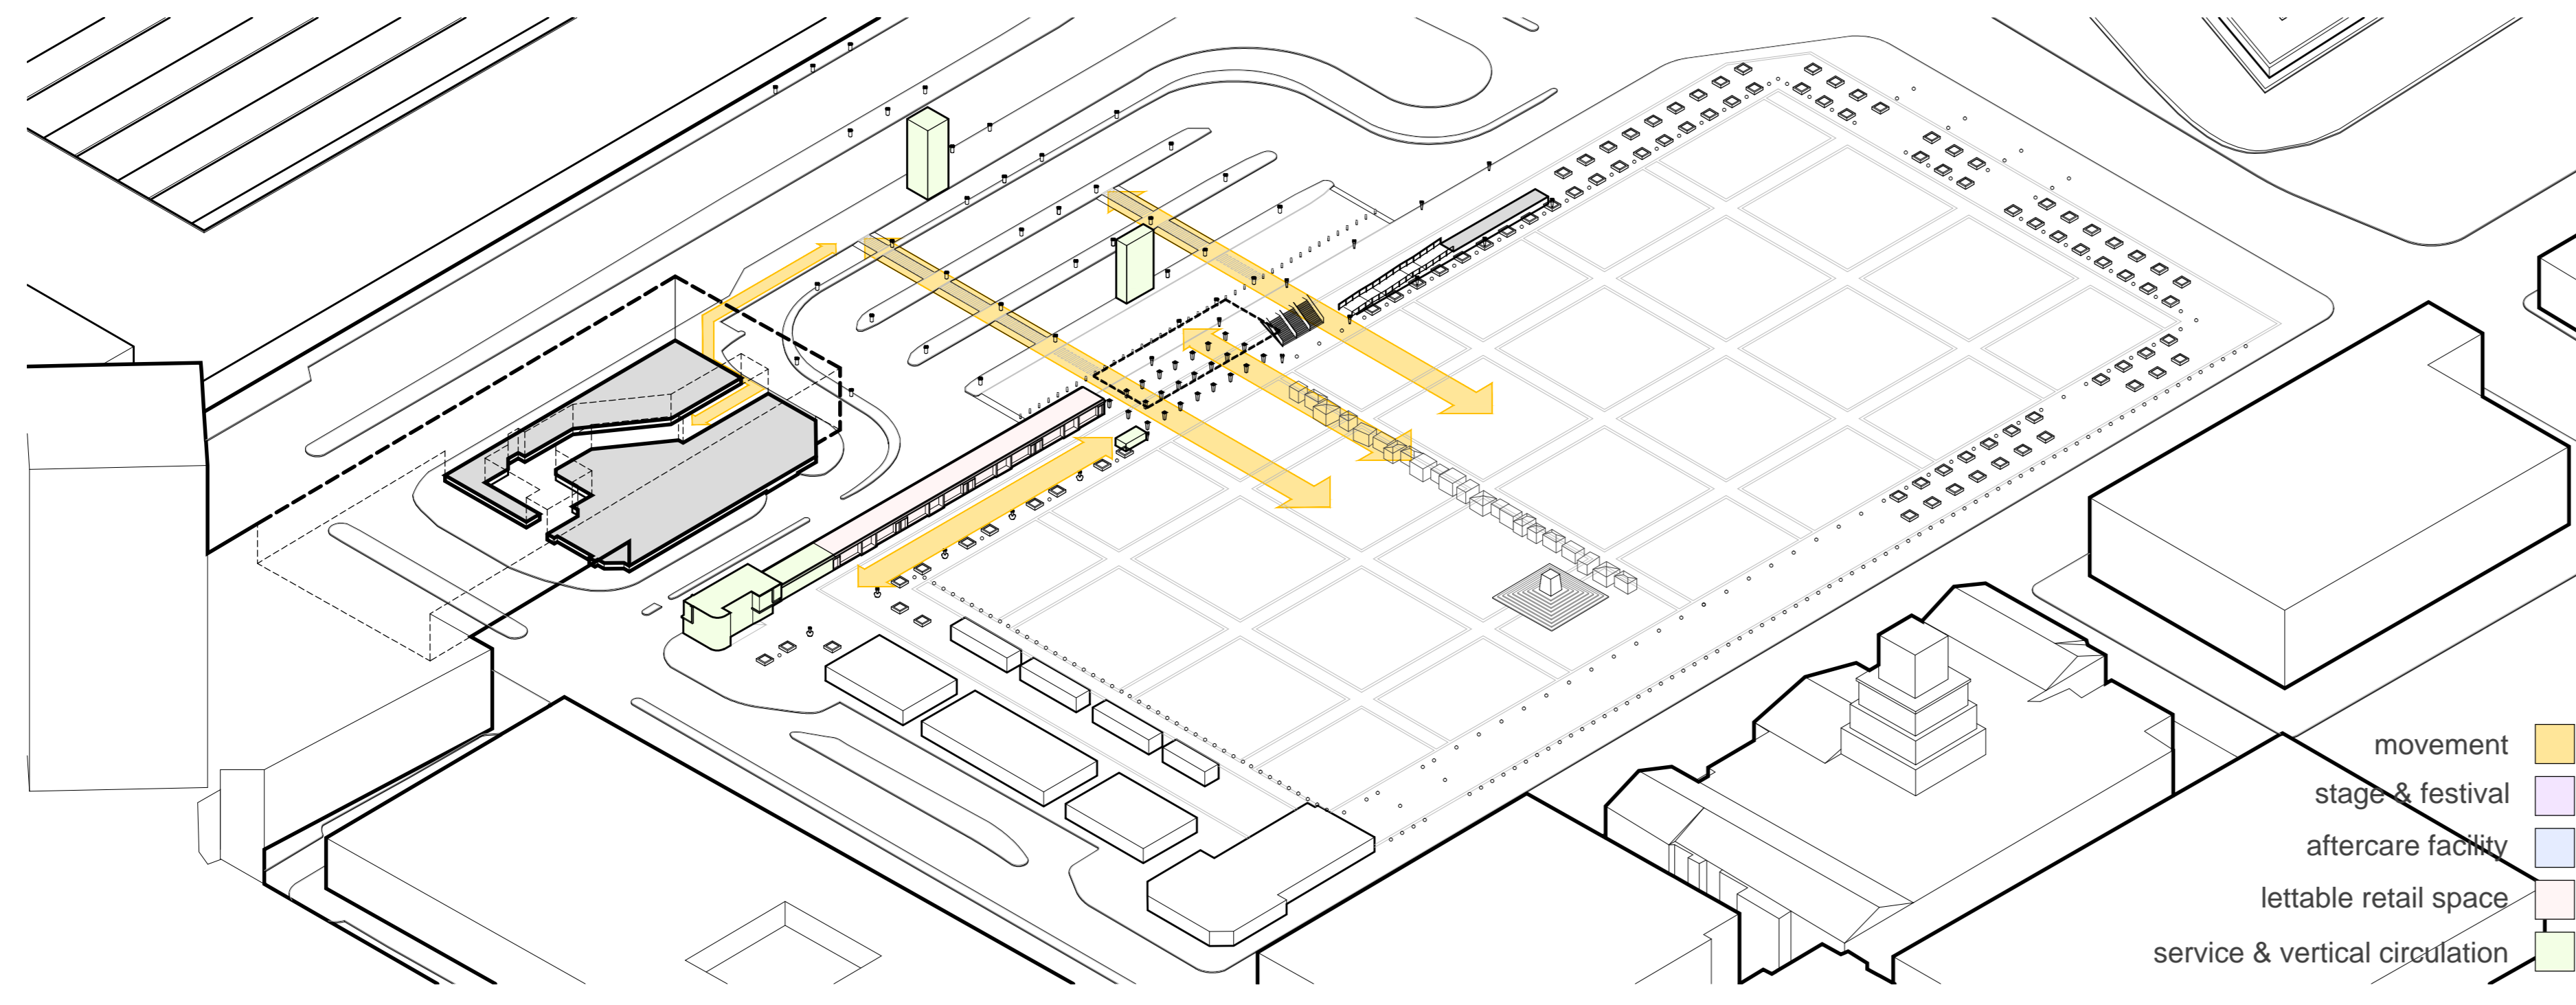 movement
stage & festival
aftercare facility
lettable retail space
service & vertical circulation